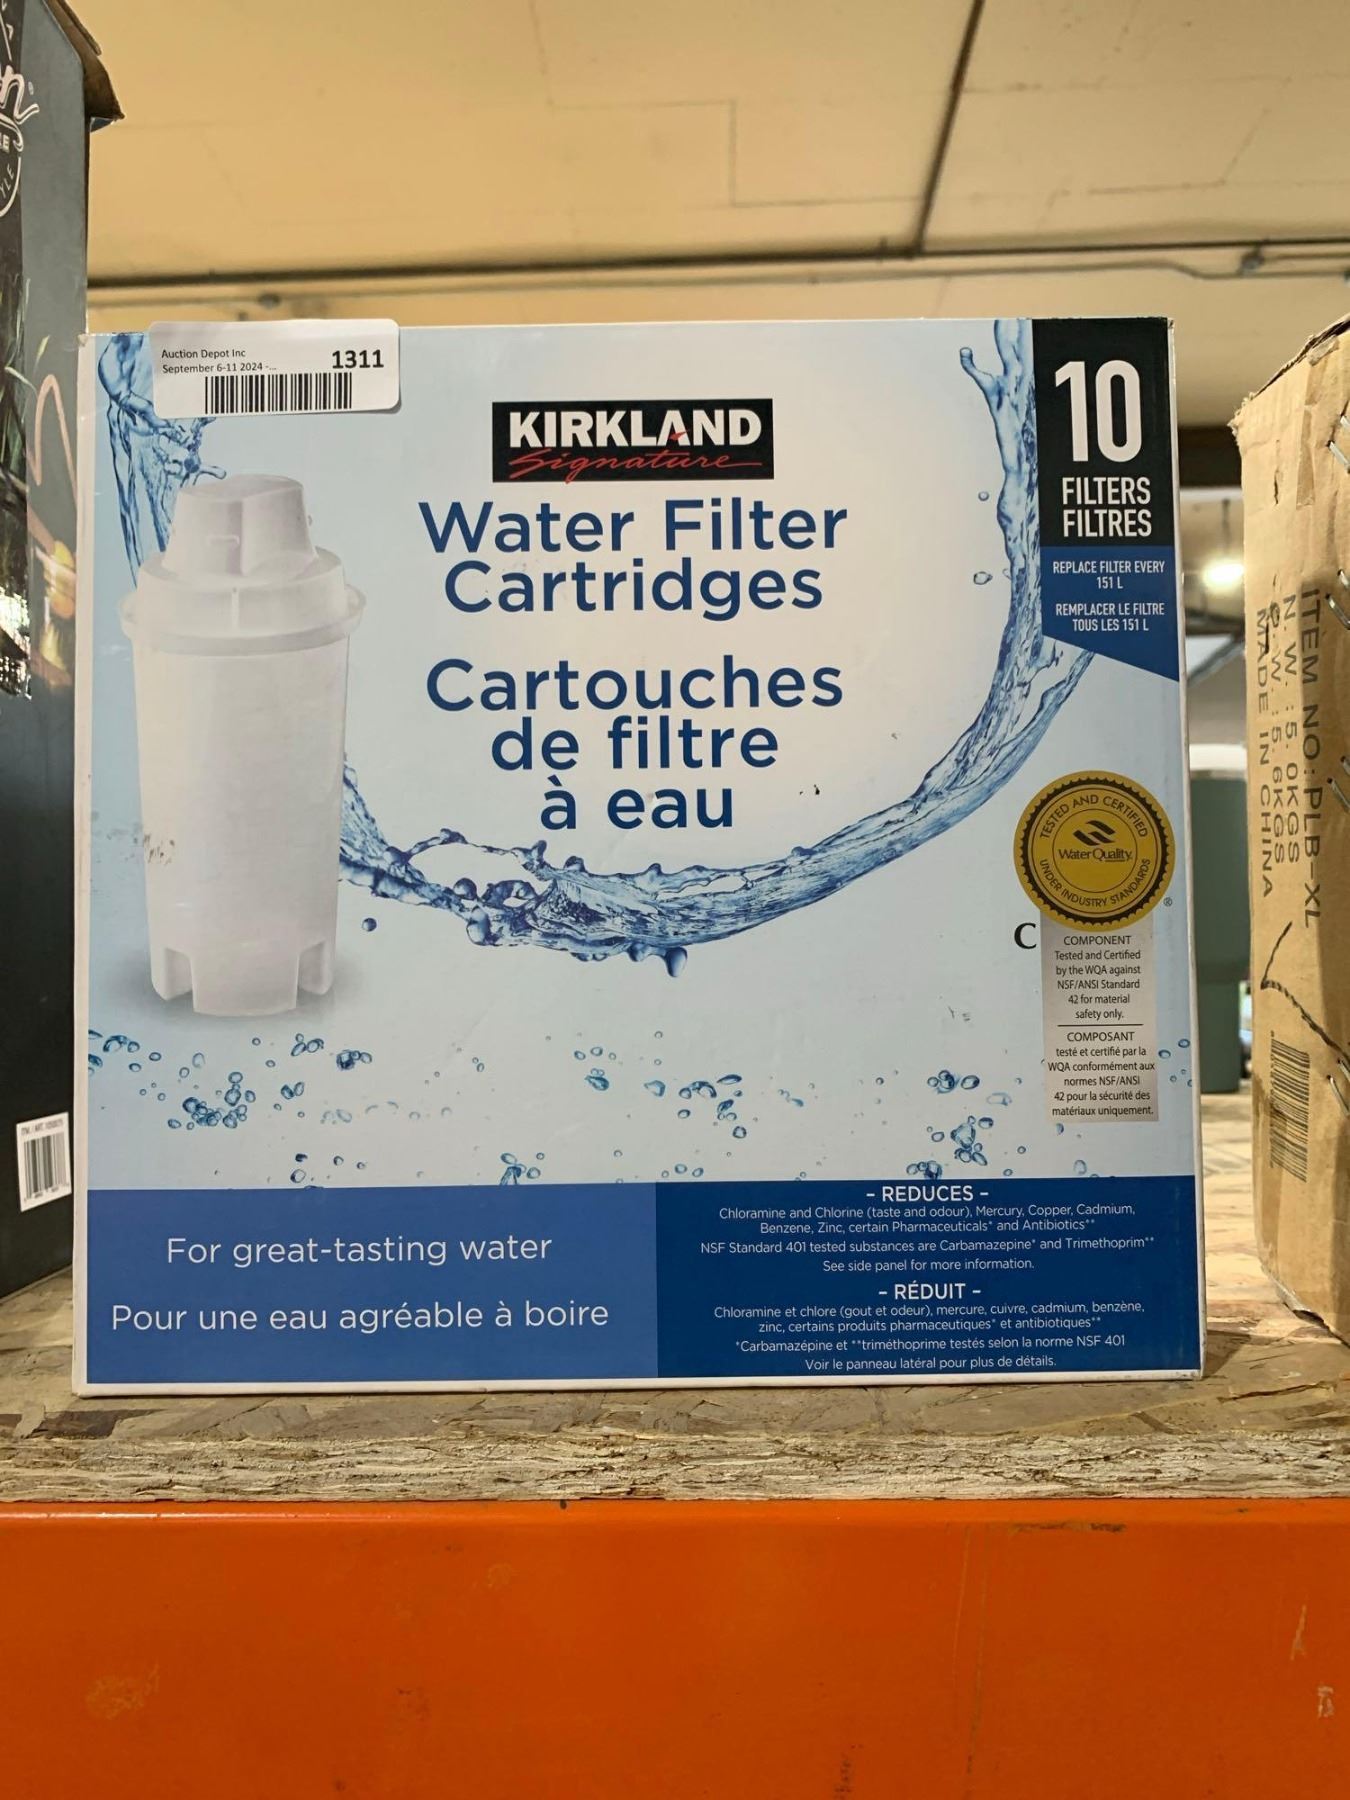 Auction Depot Inc
September 6-11 2024 -...
1311
KIRKLAND
Signature
Water Filter
Cartridges
Cartouches
de filtre
à eau
10
FILTERS
FILTRES
REPLACE FILTER EVERY
151 L
REMPLACER LE FILTRE
TOUS LES 151 L
TESTED AND CERTIFIED
Water Quality
UNDER INDUSTRY STANDARDS
®
C
COMPONENT
Tested and Certified
by the WQA against
NSF/ANSI Standard
42 for material
safety only.
COMPOSANT
testé et certifié par la
WQA conformément aux
normes NSF/ANSI
42 pour la sécurité des
matériaux uniquement.
For great-tasting water
Pour une eau agréable à boire
- REDUCES -
Chloramine and Chlorine (taste and odour), Mercury, Copper, Cadmium,
Benzene, Zinc, certain Pharmaceuticals* and Antibiotics**
NSF Standard 401 tested substances are Carbamazepine* and Trimethoprim**
See side panel for more information.
- RÉDUIT -
Chloramine et chlore (gout et odeur), mercure, cuivre, cadmium, benzène,
zinc, certains produits pharmaceutiques* et antibiotiques**
*Carbamazépine et **triméthoprime testés selon la norme NSF 401
Voir le panneau latéral pour plus de détails.
ITEM NO:PLB-XL
N. W. : 5. 0KGS
G. W. : 5. 6KGS
MADE IN CHINA